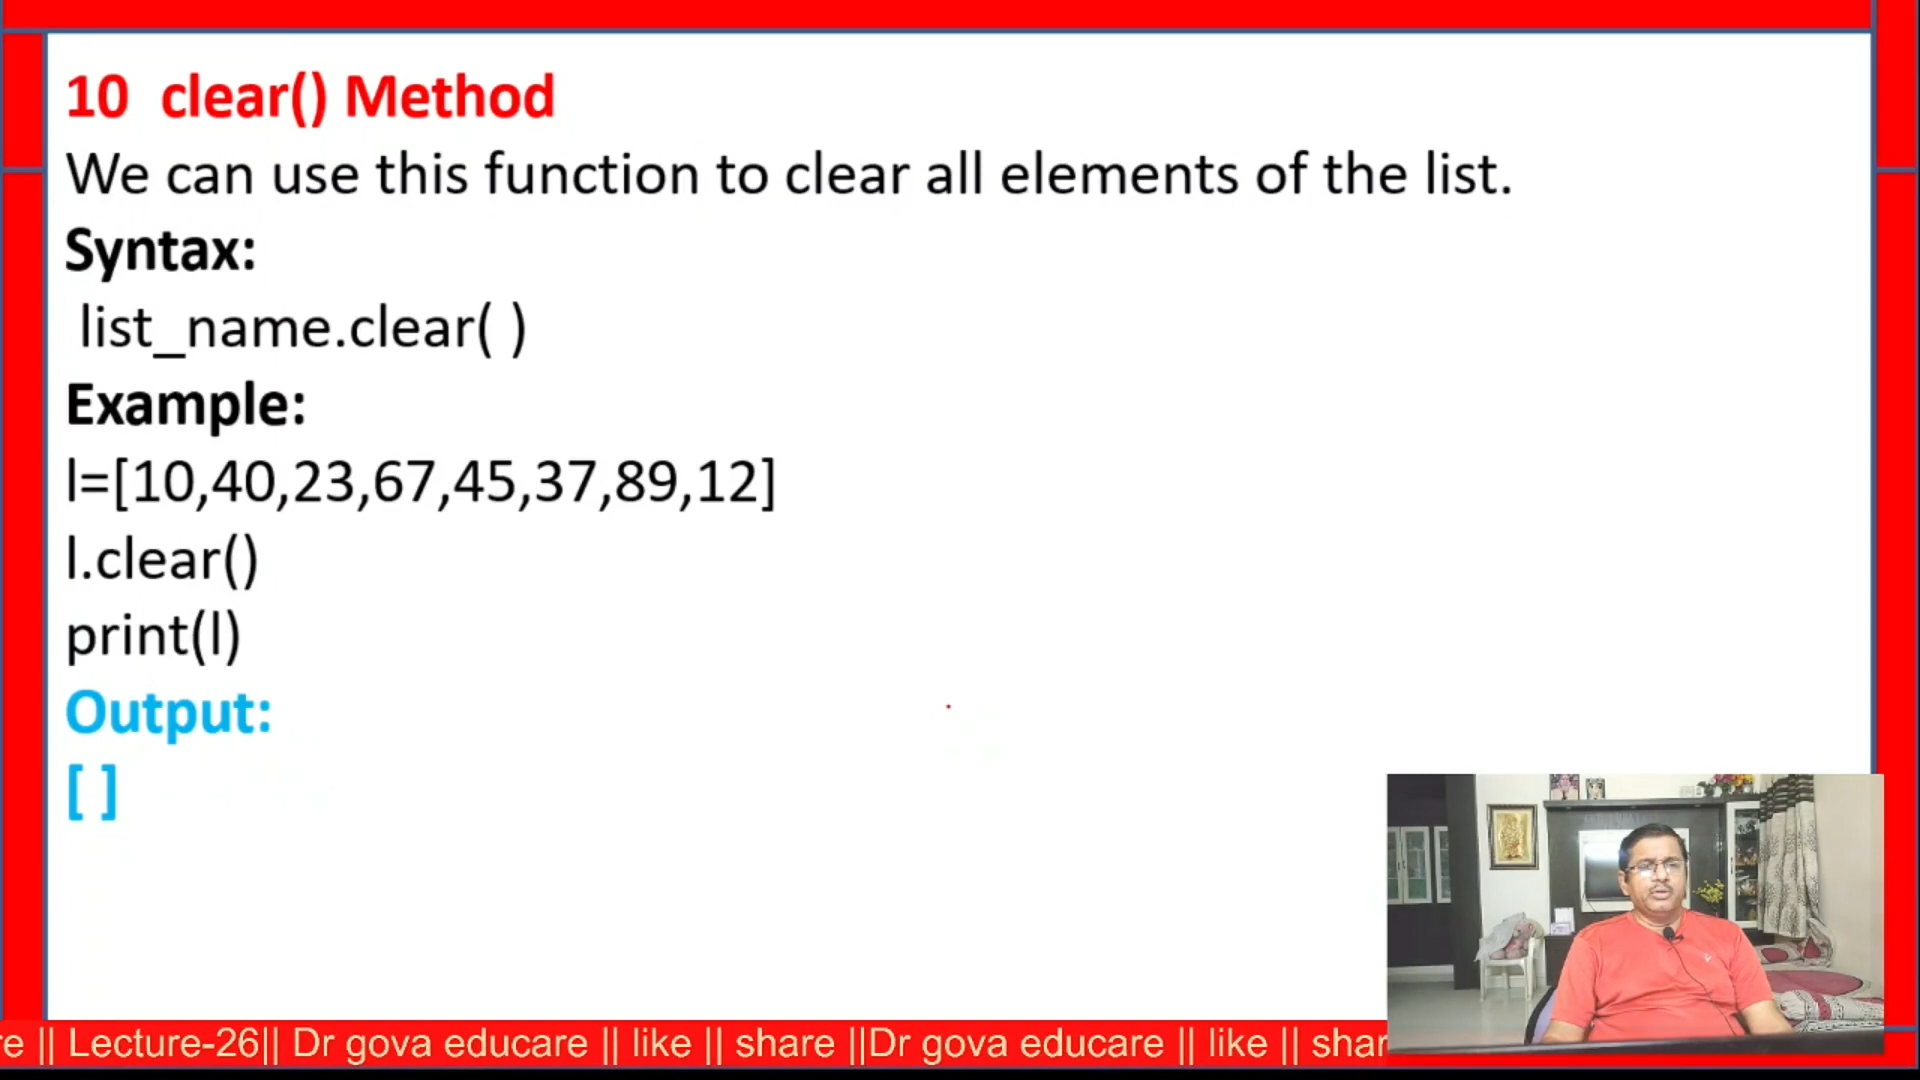 10 clear() Method
We can use this function to clear all elements of the list.
Syntax:
list_name.clear( )
Example:
l=[10,40,23,67,45,37,89,12]
l.clear()
print(l)
Output:
[ ]
re || Lecture-26|| Dr gova educare || like || share ||Dr gova educare || like || shar